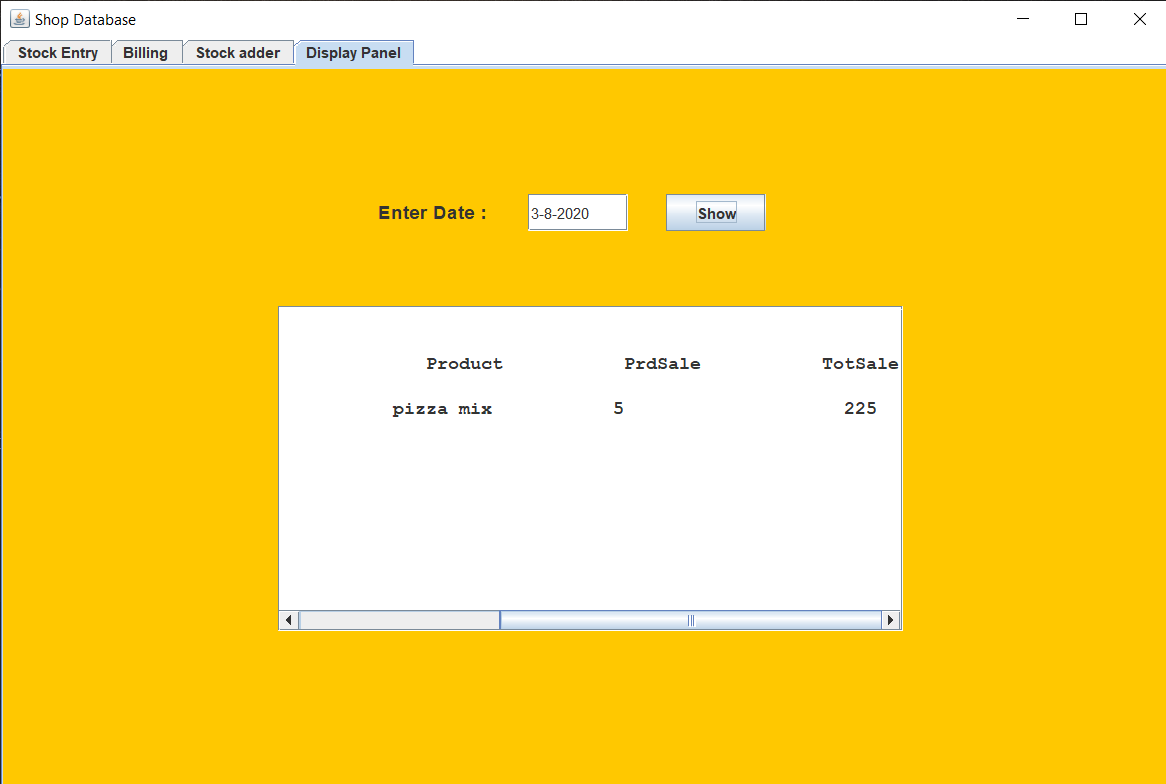 Shop Database
Stock Entry Billing Stock adder Display Panel
Enter Date : 3-8-2020 Show
Product PrdSale TotSale
pizza mix 5 225